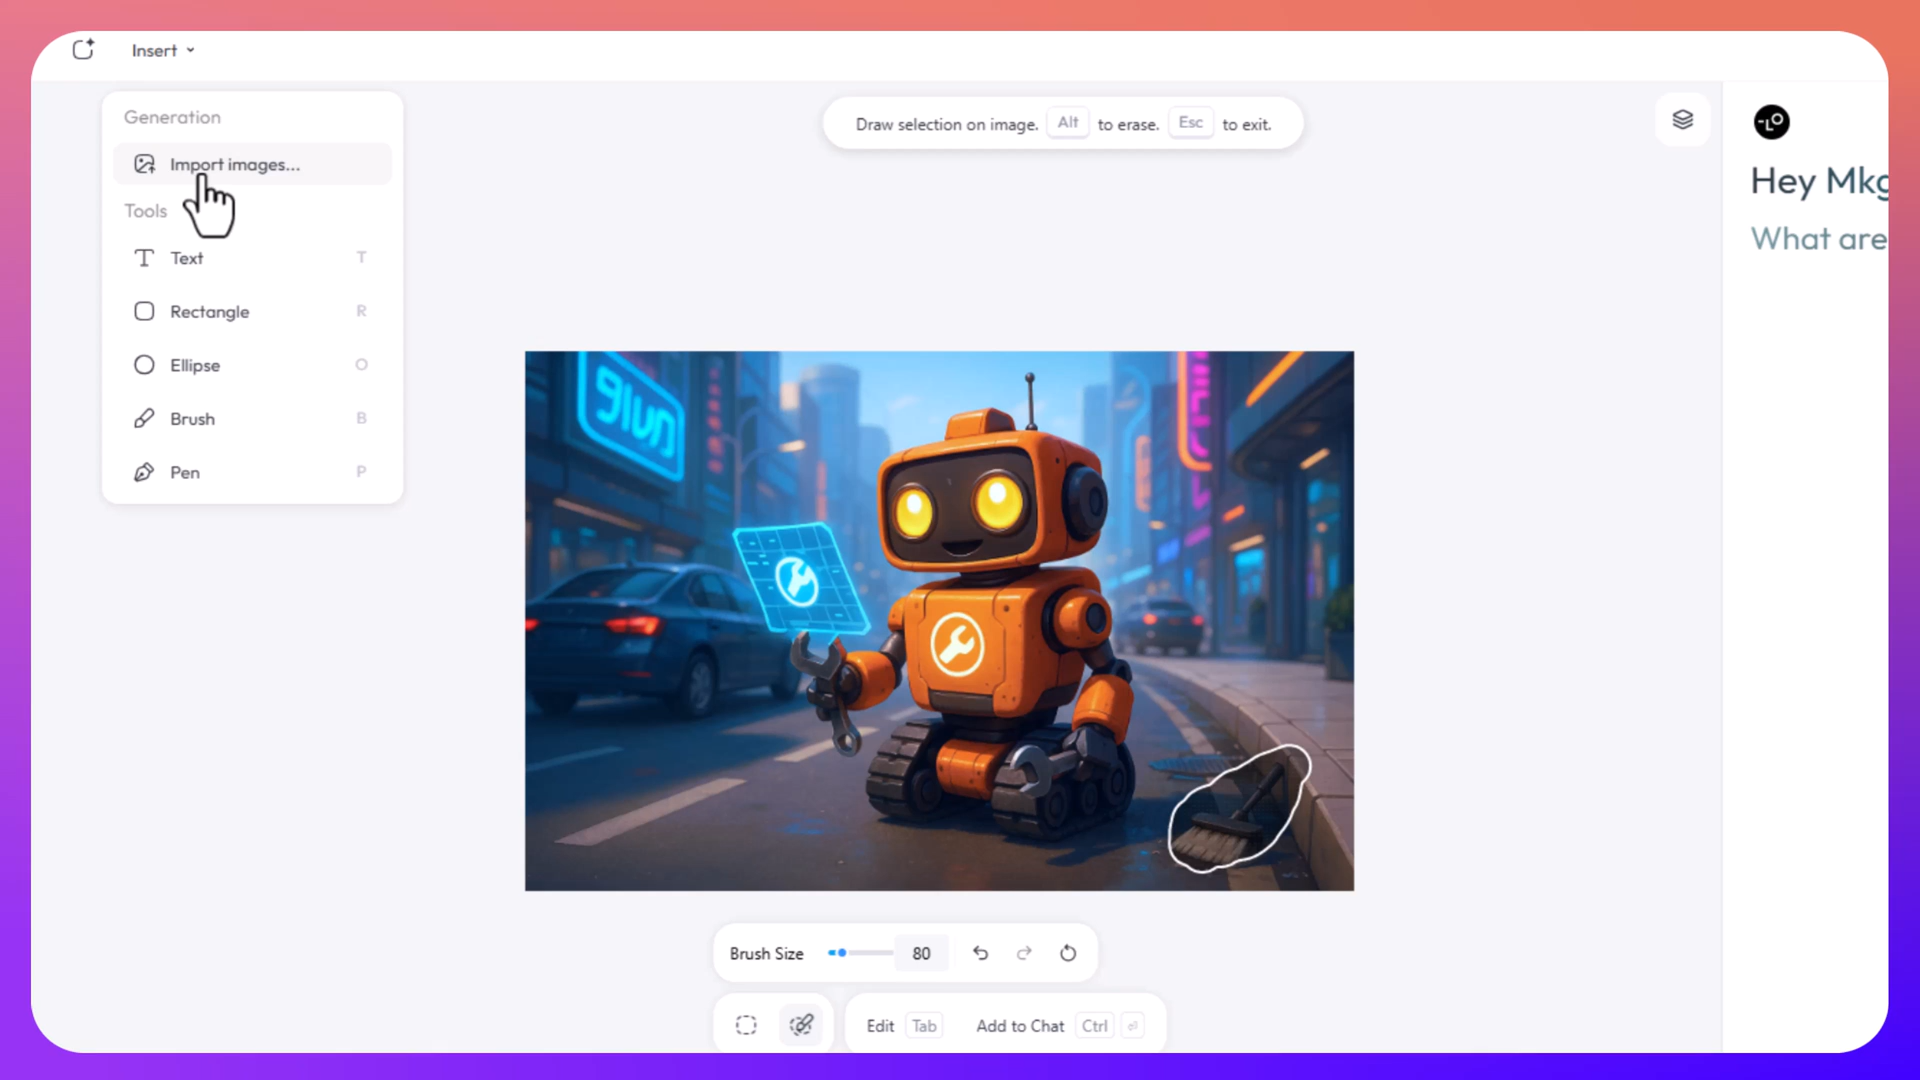 Insert
Generation
Import images...
Tools
Text T
Rectangle R
Ellipse O
Brush B
Pen P
Draw selection on image. Alt to erase. Esc to exit.
Hey Mkg
What are
Brush Size 80
Edit Tab Add to Chat Ctrl